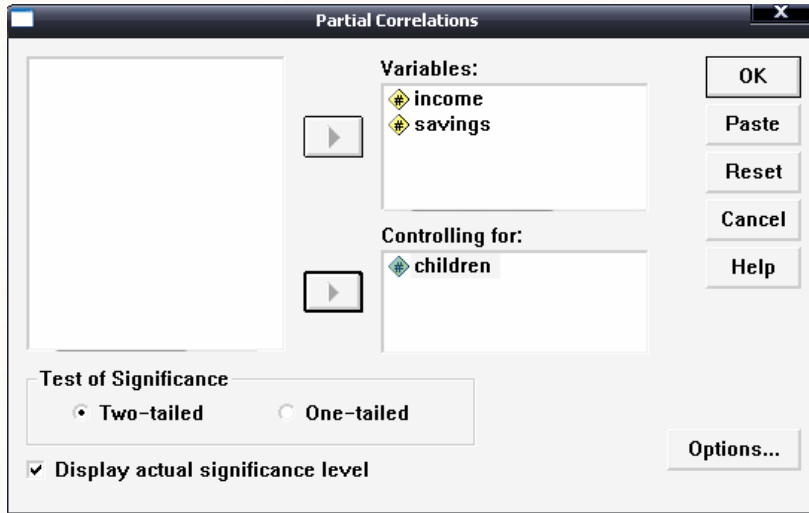 Partial Correlations
X
Variables:
# income
# savings
Controlling for:
# children
OK
Paste
Reset
Cancel
Help
Test of Significance
Two-tailed
One-tailed
Display actual significance level
Options...